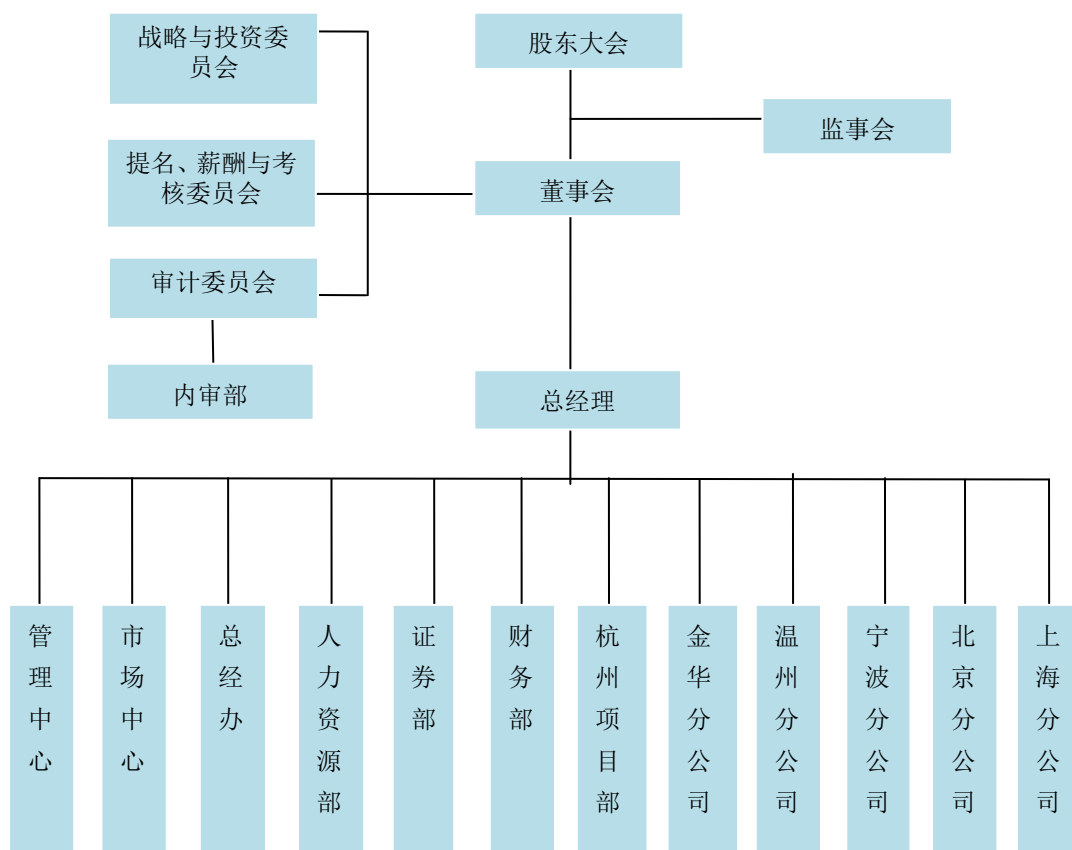 战略与投资委
员会
股东大会
监事会
提名、薪酬与考
核委员会
董事会
审计委员会
内审部
总经理
管理中心
市场中心
总经办
人力资源部
证券部
财务部
杭州项目部
金华分公司
温州分公司
宁波分公司
北京分公司
上海分公司